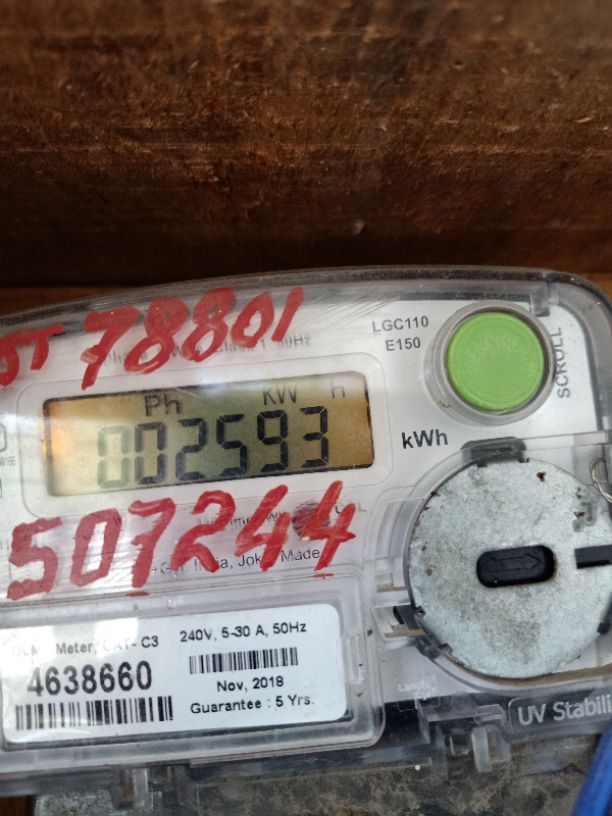 78801
LGC110
E150
SCROLL
Ph KW H
002593
kWh
507244
Made
Meter, CAT- C3
240V, 5-30 A, 50Hz
4638660
Nov, 2018
Guarantee : 5 Yrs.
UV Stabili